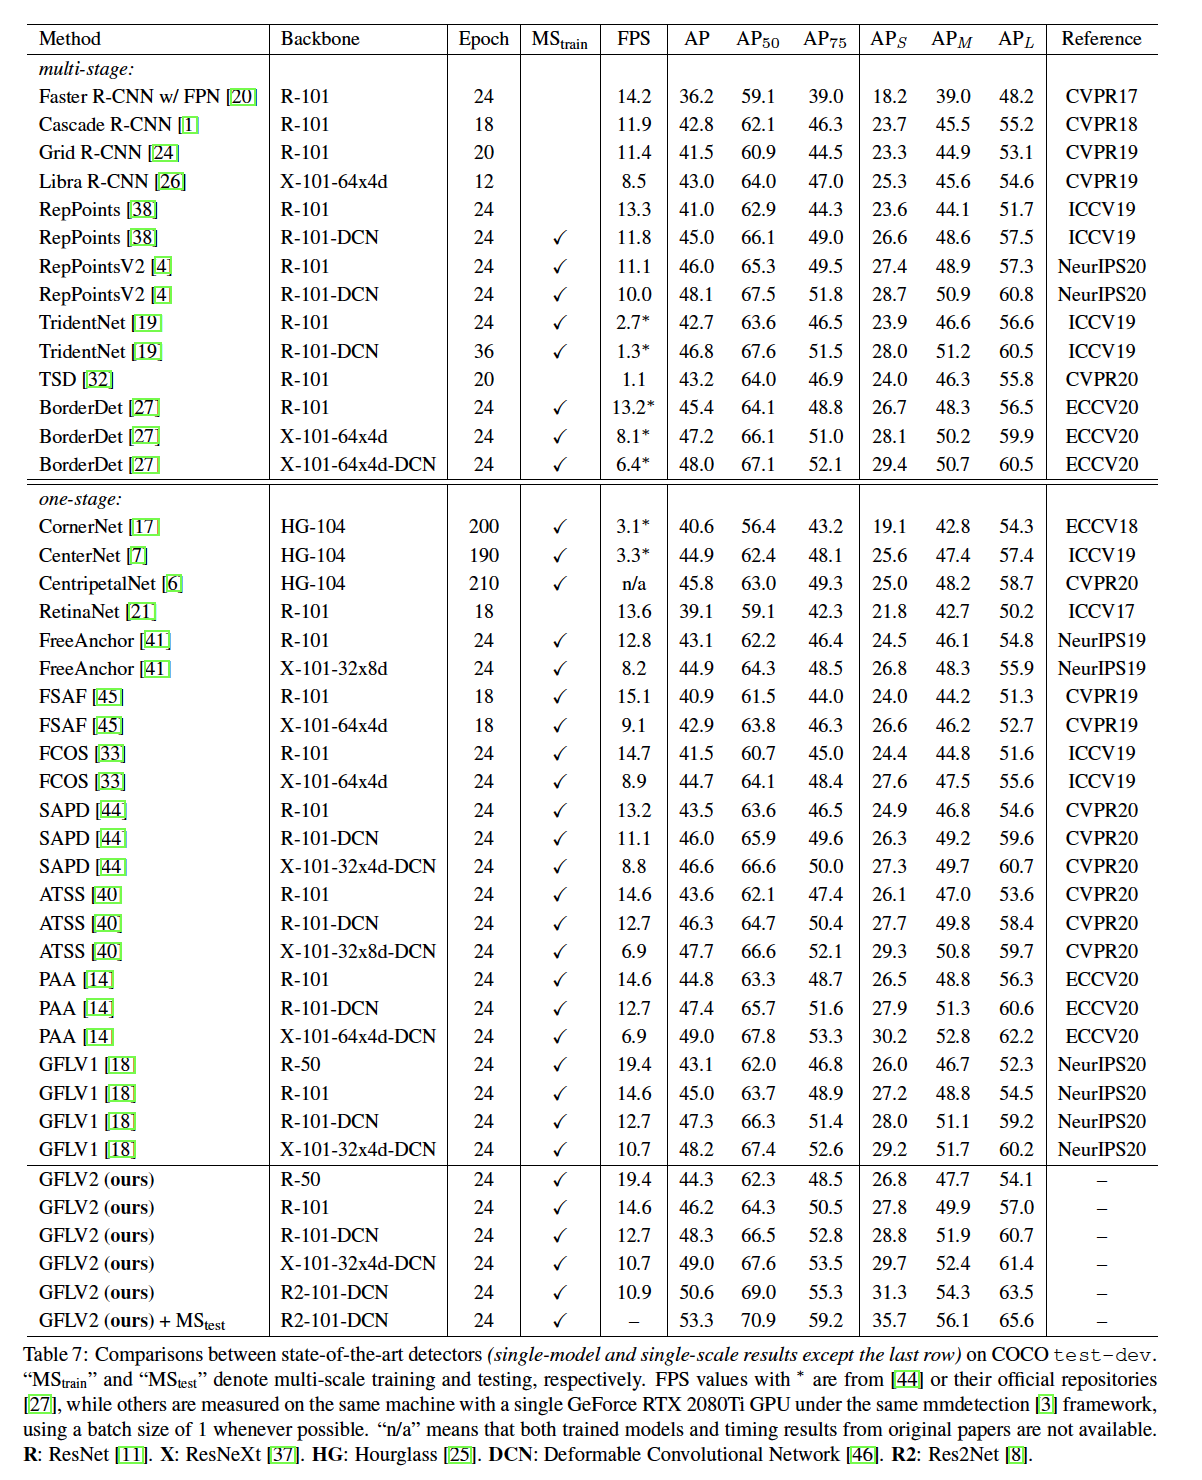 Method Backbone Epoch MStrain FPS AP AP50 AP75 APS APM APL Reference
multi-stage:
Faster R-CNN w/ FPN [20] R-101 24 14.2 36.2 59.1 39.0 18.2 39.0 48.2 CVPR17
Cascade R-CNN [1] R-101 18 11.9 42.8 62.1 46.3 23.7 45.5 55.2 CVPR18
Grid R-CNN [24] R-101 20 11.4 41.5 60.9 44.5 23.3 44.9 53.1 CVPR19
Libra R-CNN [26] X-101-64x4d 12 8.5 43.0 64.0 47.0 25.3 45.6 54.6 CVPR19
RepPoints [38] R-101 24 13.3 41.0 62.9 44.3 23.6 44.1 51.7 ICCV19
RepPoints [38] R-101-DCN 24 ✓ 11.8 45.0 66.1 49.0 26.6 48.6 57.5 ICCV19
RepPointsV2 [4] R-101 24 ✓ 11.1 46.0 65.3 49.5 27.4 48.9 57.3 NeurIPS20
RepPointsV2 [4] R-101-DCN 24 ✓ 10.0 48.1 67.5 51.8 28.7 50.9 60.8 NeurIPS20
TridentNet [19] R-101 24 ✓ 2.7* 42.7 63.6 46.5 23.9 46.6 56.6 ICCV19
TridentNet [19] R-101-DCN 36 ✓ 1.3* 46.8 67.6 51.5 28.0 51.2 60.5 ICCV19
TSD [32] R-101 20 1.1 43.2 64.0 46.9 24.0 46.3 55.8 CVPR20
BorderDet [27] R-101 24 ✓ 13.2* 45.4 64.1 48.8 26.7 48.3 56.5 ECCV20
BorderDet [27] X-101-64x4d 24 ✓ 8.1* 47.2 66.1 51.0 28.1 50.2 59.9 ECCV20
BorderDet [27] X-101-64x4d-DCN 24 ✓ 6.4* 48.0 67.1 52.1 29.4 50.7 60.5 ECCV20
one-stage:
CornerNet [17] HG-104 200 ✓ 3.1* 40.6 56.4 43.2 19.1 42.8 54.3 ECCV18
CenterNet [7] HG-104 190 ✓ 3.3* 44.9 62.4 48.1 25.6 47.4 57.4 ICCV19
CentripetalNet [6] HG-104 210 ✓ n/a 45.8 63.0 49.3 25.0 48.2 58.7 CVPR20
RetinaNet [21] R-101 18 13.6 39.1 59.1 42.3 21.8 42.7 50.2 ICCV17
FreeAnchor [41] R-101 24 ✓ 12.8 43.1 62.2 46.4 24.5 46.1 54.8 NeurIPS19
FreeAnchor [41] X-101-32x8d 24 ✓ 8.2 44.9 64.3 48.5 26.8 48.3 55.9 NeurIPS19
FSAF [45] R-101 18 ✓ 15.1 40.9 61.5 44.0 24.0 44.2 51.3 CVPR19
FSAF [45] X-101-64x4d 18 ✓ 9.1 42.9 63.8 46.3 26.6 46.2 52.7 CVPR19
FCOS [33] R-101 24 ✓ 14.7 41.5 60.7 45.0 24.4 44.8 51.6 ICCV19
FCOS [33] X-101-64x4d 24 ✓ 8.9 44.7 64.1 48.4 27.6 47.5 55.6 ICCV19
SAPD [44] R-101 24 ✓ 13.2 43.5 63.6 46.5 24.9 46.8 54.6 CVPR20
SAPD [44] R-101-DCN 24 ✓ 11.1 46.0 65.9 49.6 26.3 49.2 59.6 CVPR20
SAPD [44] X-101-32x4d-DCN 24 ✓ 8.8 46.6 66.6 50.0 27.3 49.7 60.7 CVPR20
ATSS [40] R-101 24 ✓ 14.6 43.6 62.1 47.4 26.1 47.0 53.6 CVPR20
ATSS [40] R-101-DCN 24 ✓ 12.7 46.3 64.7 50.4 27.7 49.8 58.4 CVPR20
ATSS [40] X-101-32x8d-DCN 24 ✓ 6.9 47.7 66.6 52.1 29.3 50.8 59.7 CVPR20
PAA [14] R-101 24 ✓ 14.6 44.8 63.3 48.7 26.5 48.8 56.3 ECCV20
PAA [14] R-101-DCN 24 ✓ 12.7 47.4 65.7 51.6 27.9 51.3 60.6 ECCV20
PAA [14] X-101-64x4d-DCN 24 ✓ 6.9 49.0 67.8 53.3 30.2 52.8 62.2 ECCV20
GFLV1 [18] R-50 24 ✓ 19.4 43.1 62.0 46.8 26.0 46.7 52.3 NeurIPS20
GFLV1 [18] R-101 24 ✓ 14.6 45.0 63.7 48.9 27.2 48.8 54.5 NeurIPS20
GFLV1 [18] R-101-DCN 24 ✓ 12.7 47.3 66.3 51.4 28.0 51.1 59.2 NeurIPS20
GFLV1 [18] X-101-32x4d-DCN 24 ✓ 10.7 48.2 67.4 52.6 29.2 51.7 60.2 NeurIPS20
GFLV2 (ours) R-50 24 ✓ 19.4 44.3 62.3 48.5 26.8 47.7 54.1 –
GFLV2 (ours) R-101 24 ✓ 14.6 46.2 64.3 50.5 27.8 49.9 57.0 –
GFLV2 (ours) R-101-DCN 24 ✓ 12.7 48.3 66.5 52.8 28.8 51.9 60.7 –
GFLV2 (ours) X-101-32x4d-DCN 24 ✓ 10.7 49.0 67.6 53.5 29.7 52.4 61.4 –
GFLV2 (ours) R2-101-DCN 24 ✓ 10.9 50.6 69.0 55.3 31.3 54.3 63.5 –
GFLV2 (ours) + MStest R2-101-DCN 24 ✓ – 53.3 70.9 59.2 35.7 56.1 65.6 –
Table 7: Comparisons between state-of-the-art detectors (single-model and single-scale results except the last row) on COCO test-dev.
“MStrain” and “MStest” denote multi-scale training and testing, respectively. FPS values with * are from [44] or their official repositories
[27], while others are measured on the same machine with a single GeForce RTX 2080Ti GPU under the same mmdetection [3] framework,
using a batch size of 1 whenever possible. “n/a” means that both trained models and timing results from original papers are not available.
R: ResNet [11]. X: ResNeXt [37]. HG: Hourglass [25]. DCN: Deformable Convolutional Network [46]. R2: Res2Net [8].